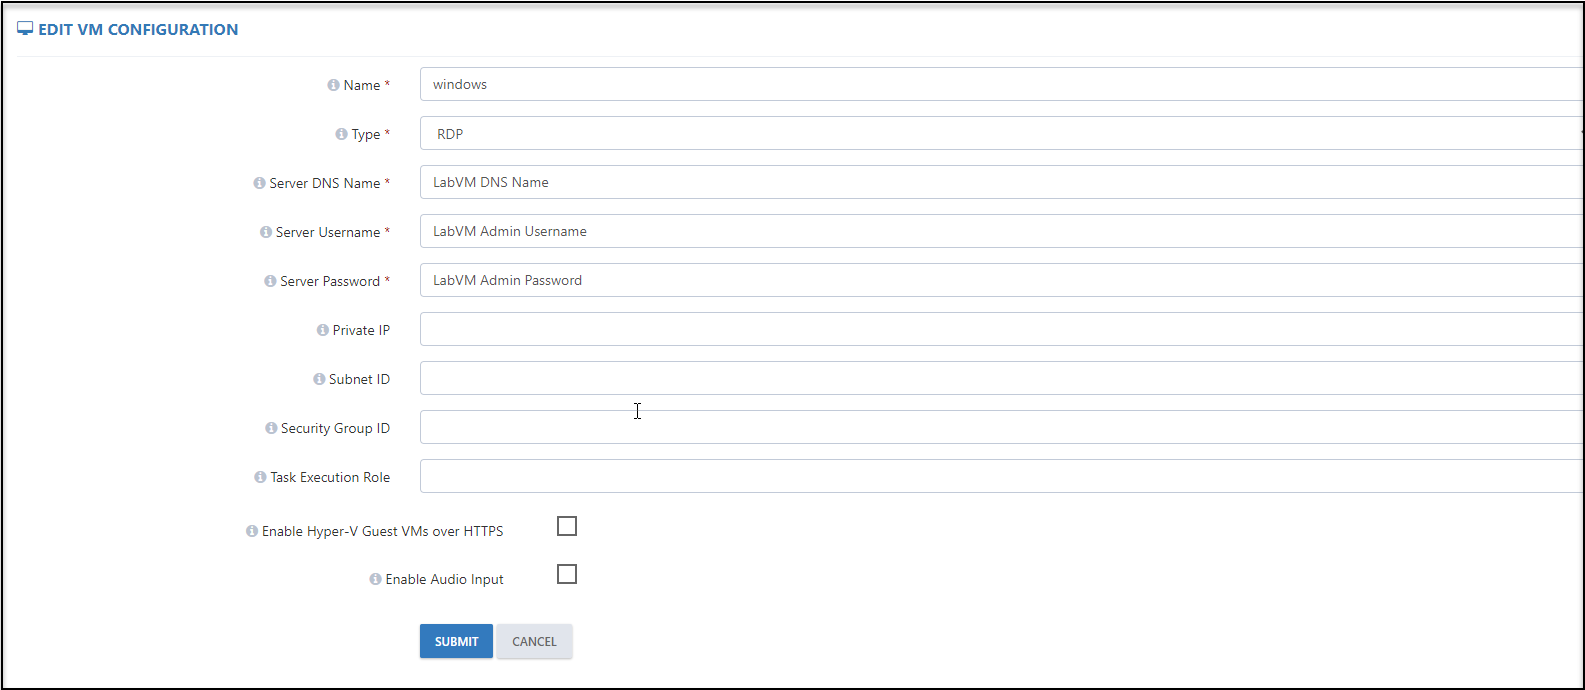 EDIT VM CONFIGURATION
Name * windows
Type * RDP
Server DNS Name * LabVM DNS Name
Server Username * LabVM Admin Username
Server Password * LabVM Admin Password
Private IP
Subnet ID
Security Group ID
Task Execution Role
Enable Hyper-V Guest VMs over HTTPS
Enable Audio Input
SUBMIT CANCEL